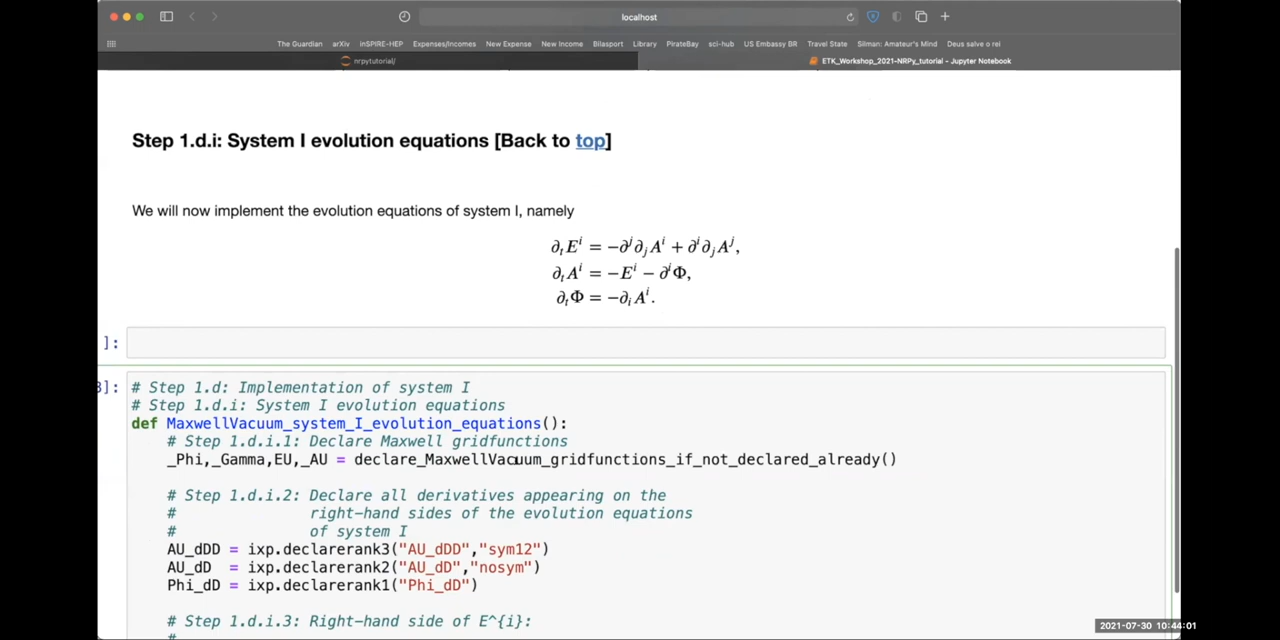 localhost
The Guardian arXiv inSPIRE-HEP Expenses/Incomes New Expense New Income Bilasport Library PirateBay sci-hub US Embassy BR Travel State Silman: Amateur's Mind Deus salve o rei
nrpytutorial/
ETK_Workshop_2021-NRPy_tutorial – Jupyter Notebook
Step 1.d.i: System I evolution equations [Back to top]
We will now implement the evolution equations of system I, namely
∂ₜEⁱ = −∂ʲ∂ⱼAⁱ + ∂ⁱ∂ⱼAʲ,
∂ₜAⁱ = −Eⁱ − ∂ⁱΦ,
∂ₜΦ = −∂ᵢAⁱ.
]:
3]: # Step 1.d: Implementation of system I
# Step 1.d.i: System I evolution equations
def MaxwellVacuum_system_I_evolution_equations():
# Step 1.d.i.1: Declare Maxwell gridfunctions
_Phi,_Gamma,EU,_AU = declare_MaxwellVacuum_gridfunctions_if_not_declared_already()
# Step 1.d.i.2: Declare all derivatives appearing on the
# right-hand sides of the evolution equations
# of system I
AU_dDD = ixp.declarerank3("AU_dDD","sym12")
AU_dD = ixp.declarerank2("AU_dD","nosym")
Phi_dD = ixp.declarerank1("Phi_dD")
# Step 1.d.i.3: Right-hand side of E^{i}:
#
2021-07-30 10:44:01